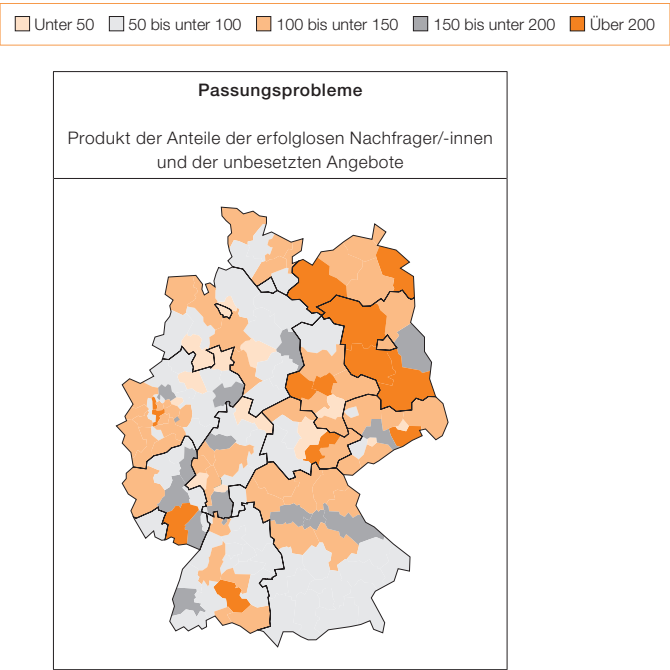 Unter 50 50 bis unter 100 100 bis unter 150 150 bis unter 200 Über 200
Passungsprobleme
Produkt der Anteile der erfolglosen Nachfrager/-innen
und der unbesetzten Angebote